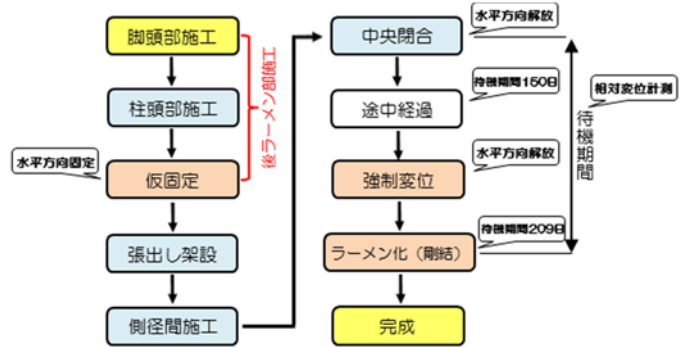 脚頭部施工
柱頭部施工
仮固定
張出し架設
側径間施工
水平方向固定
後ラーメン部施工
中央閉合
途中経過
強制変位
ラーメン化（剛結）
完成
水平方向解放
待機期間150日
水平方向解放
待機期間209日
相対変位計測
待機期間